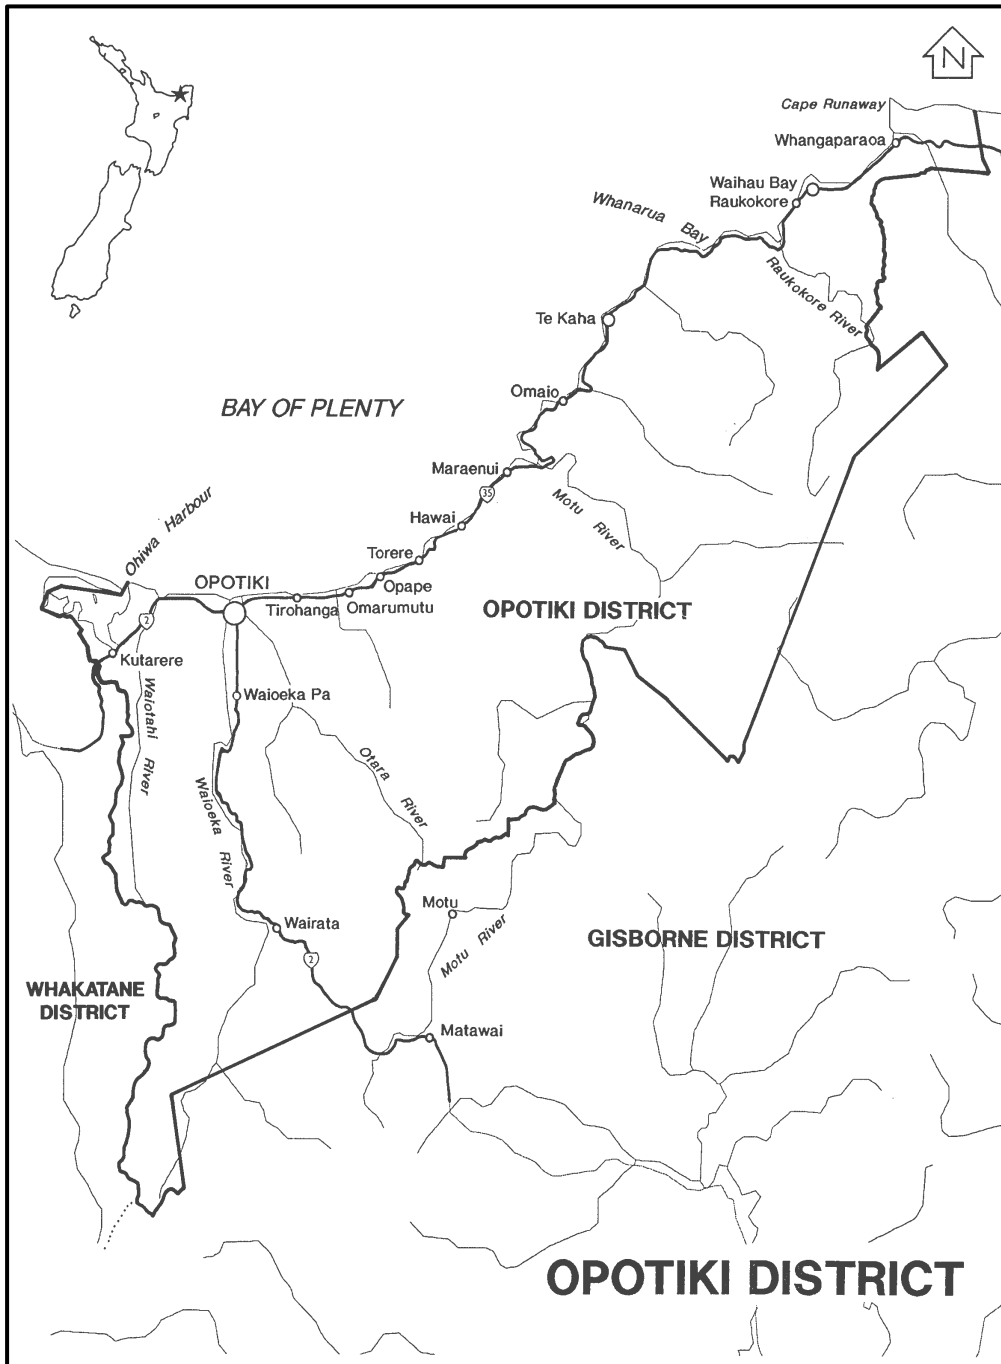 N
Cape Runaway
Whangaparaoa
Waihau Bay
Raukokore
Whanarua Bay
Raukokore River
Te Kaha
Omaio
BAY OF PLENTY
Maraenui
35
Motu River
Hawai
Ohiwa Harbour
Torere
OPOTIKI
Opape
Tirohanga
Omarumutu
OPOTIKI DISTRICT
2
Kutarere
Waioeka Pa
Waiotahi River
Otara River
Waioeka River
Motu
Wairata
Motu River
GISBORNE DISTRICT
2
WHAKATANE
DISTRICT
Matawai
OPOTIKI DISTRICT